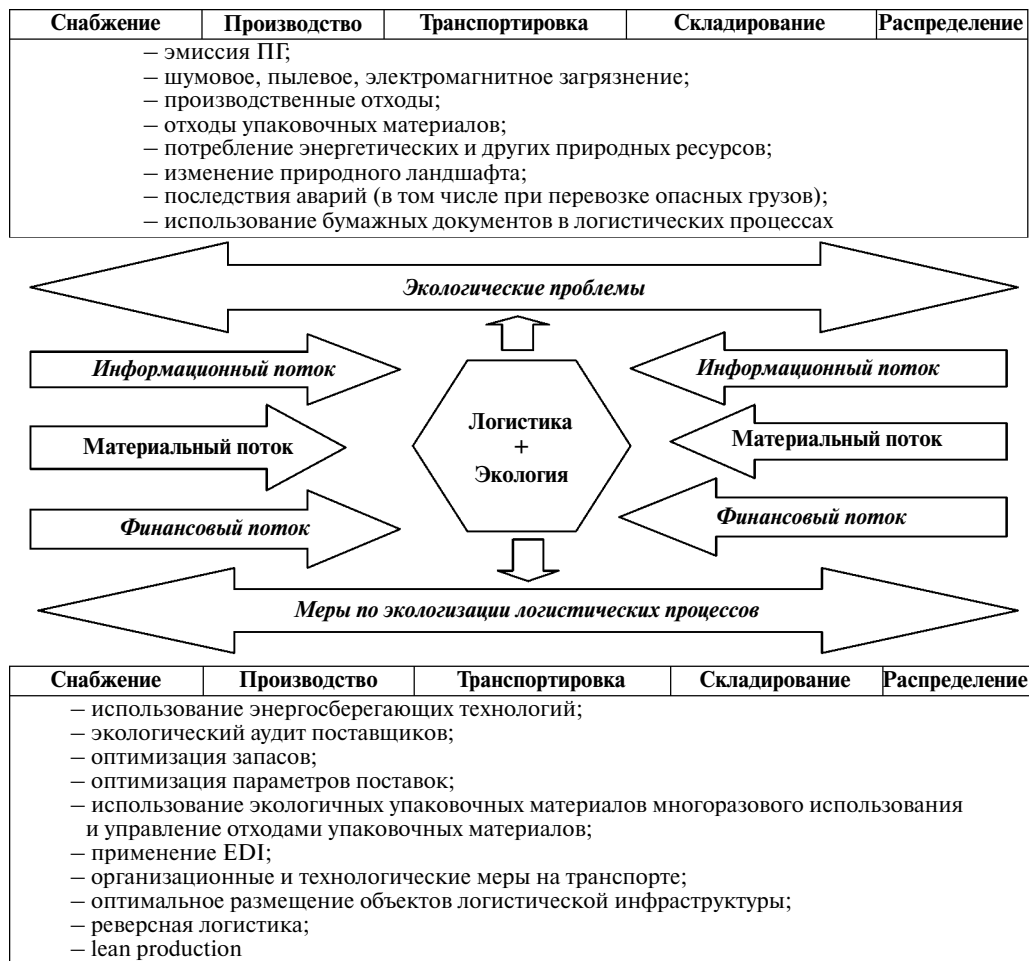 Снабжение Производство Транспортировка Складирование Распределение
– эмиссия ПГ;
– шумовое, пылевое, электромагнитное загрязнение;
– производственные отходы;
– отходы упаковочных материалов;
– потребление энергетических и других природных ресурсов;
– изменение природного ландшафта;
– последствия аварий (в том числе при перевозке опасных грузов);
– использование бумажных документов в логистических процессах
Экологические проблемы
Информационный поток
Материальный поток
Финансовый поток
Логистика
+
Экология
Информационный поток
Материальный поток
Финансовый поток
Меры по экологизации логистических процессов
Снабжение Производство Транспортировка Складирование Распределение
– использование энергосберегающих технологий;
– экологический аудит поставщиков;
– оптимизация запасов;
– оптимизация параметров поставок;
– использование экологичных упаковочных материалов многоразового использования
и управление отходами упаковочных материалов;
– применение EDI;
– организационные и технологические меры на транспорте;
– оптимальное размещение объектов логистической инфраструктуры;
– реверсная логистика;
– lean production